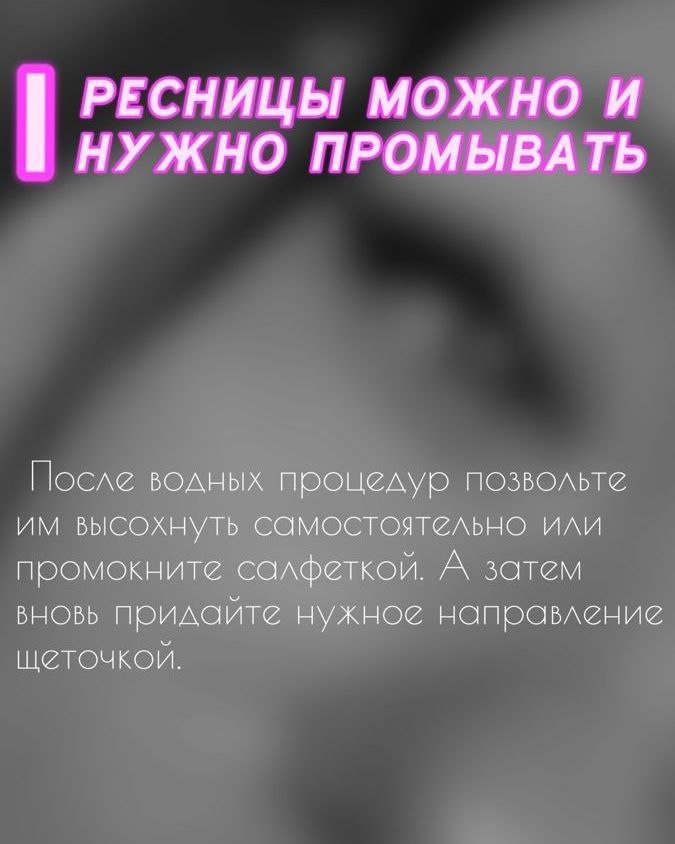 РЕСНИЦЫ МОЖНО И
НУЖНО ПРОМЫВАТЬ
После водных процедур позвольте
им высохнуть самостоятельно или
промокните салфеткой. А затем
вновь придайте нужное направление
щеточкой.